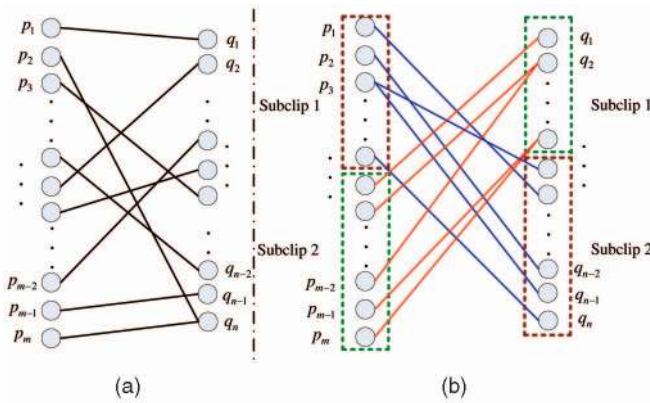 p1
p2
p3
pm−2
pm−1
pm
q1
q2
qn−2
qn−1
qn
Subclip 1
Subclip 2
(a)
p1
p2
p3
pm−2
pm−1
pm
q1
q2
qn−2
qn−1
qn
Subclip 1
Subclip 2
(b)